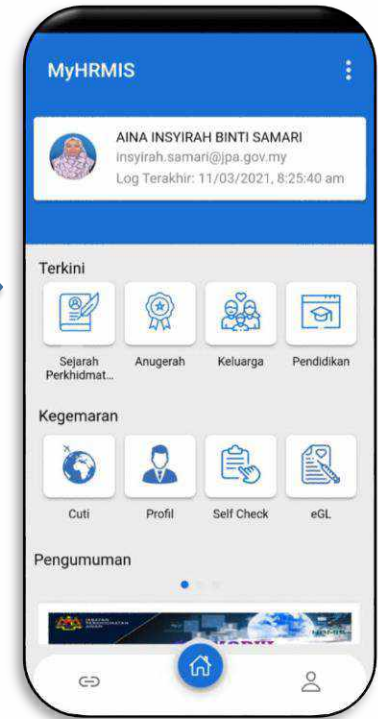 MyHRMIS
AINA INSYIRAH BINTI SAMARI
insyirah.samari@jpa.gov.my
Log Terakhir: 11/03/2021, 8:25:40 am
Terkini
Sejarah Perkhidmat...
Anugerah
Keluarga
Pendidikan
Kegemaran
Cuti
Profil
Self Check
eGL
Pengumuman